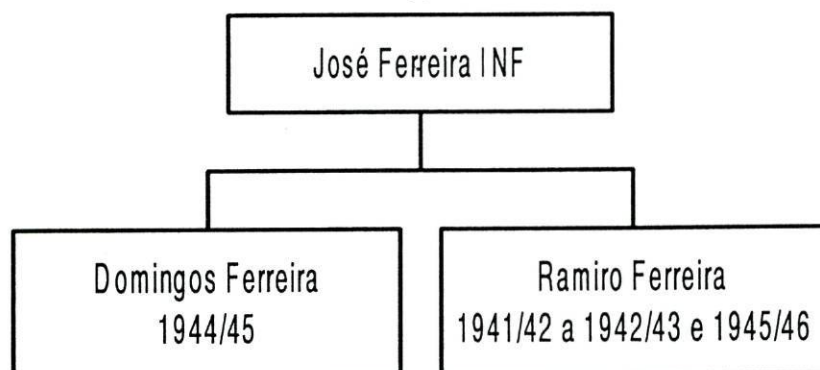 José Ferreira INF
Domingos Ferreira
1944/45
Ramiro Ferreira
1941/42 a 1942/43 e 1945/46